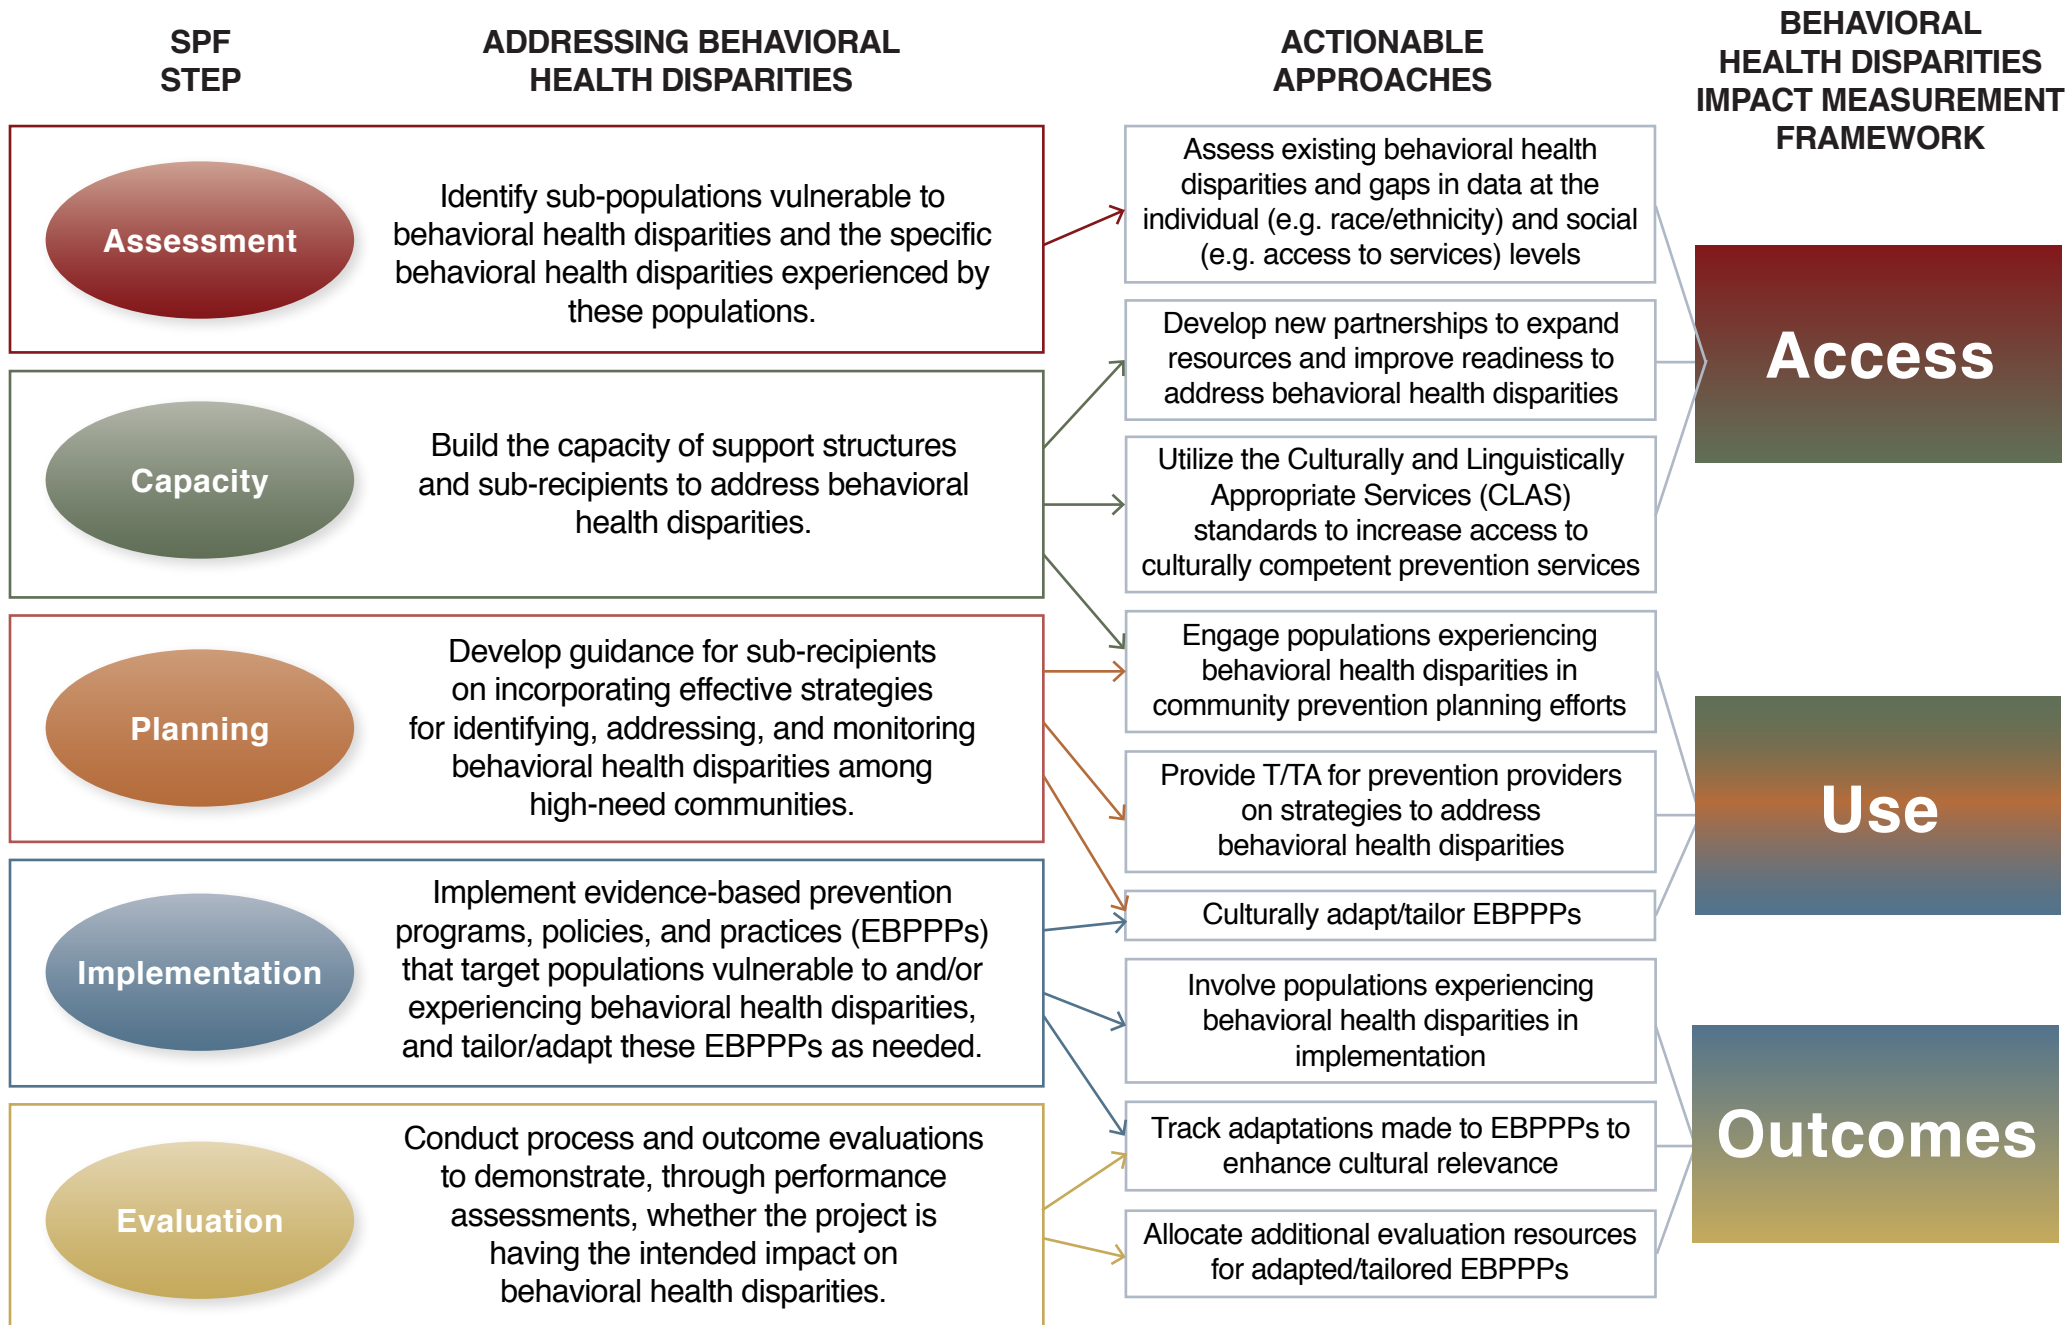 SPF
STEP
ADDRESSING BEHAVIORAL
HEALTH DISPARITIES
ACTIONABLE
APPROACHES
BEHAVIORAL
HEALTH DISPARITIES
IMPACT MEASUREMENT
FRAMEWORK
Assessment
Identify sub-populations vulnerable to
behavioral health disparities and the specific
behavioral health disparities experienced by
these populations.
Capacity
Build the capacity of support structures
and sub-recipients to address behavioral
health disparities.
Planning
Develop guidance for sub-recipients
on incorporating effective strategies
for identifying, addressing, and monitoring
behavioral health disparities among
high-need communities.
Implementation
Implement evidence-based prevention
programs, policies, and practices (EBPPPs)
that target populations vulnerable to and/or
experiencing behavioral health disparities,
and tailor/adapt these EBPPPs as needed.
Evaluation
Conduct process and outcome evaluations
to demonstrate, through performance
assessments, whether the project is
having the intended impact on
behavioral health disparities.
Assess existing behavioral health
disparities and gaps in data at the
individual (e.g. race/ethnicity) and social
(e.g. access to services) levels
Develop new partnerships to expand
resources and improve readiness to
address behavioral health disparities
Utilize the Culturally and Linguistically
Appropriate Services (CLAS)
standards to increase access to
culturally competent prevention services
Engage populations experiencing
behavioral health disparities in
community prevention planning efforts
Provide T/TA for prevention providers
on strategies to address
behavioral health disparities
Culturally adapt/tailor EBPPPs
Involve populations experiencing
behavioral health disparities in
implementation
Track adaptations made to EBPPPs to
enhance cultural relevance
Allocate additional evaluation resources
for adapted/tailored EBPPPs
Access
Use
Outcomes